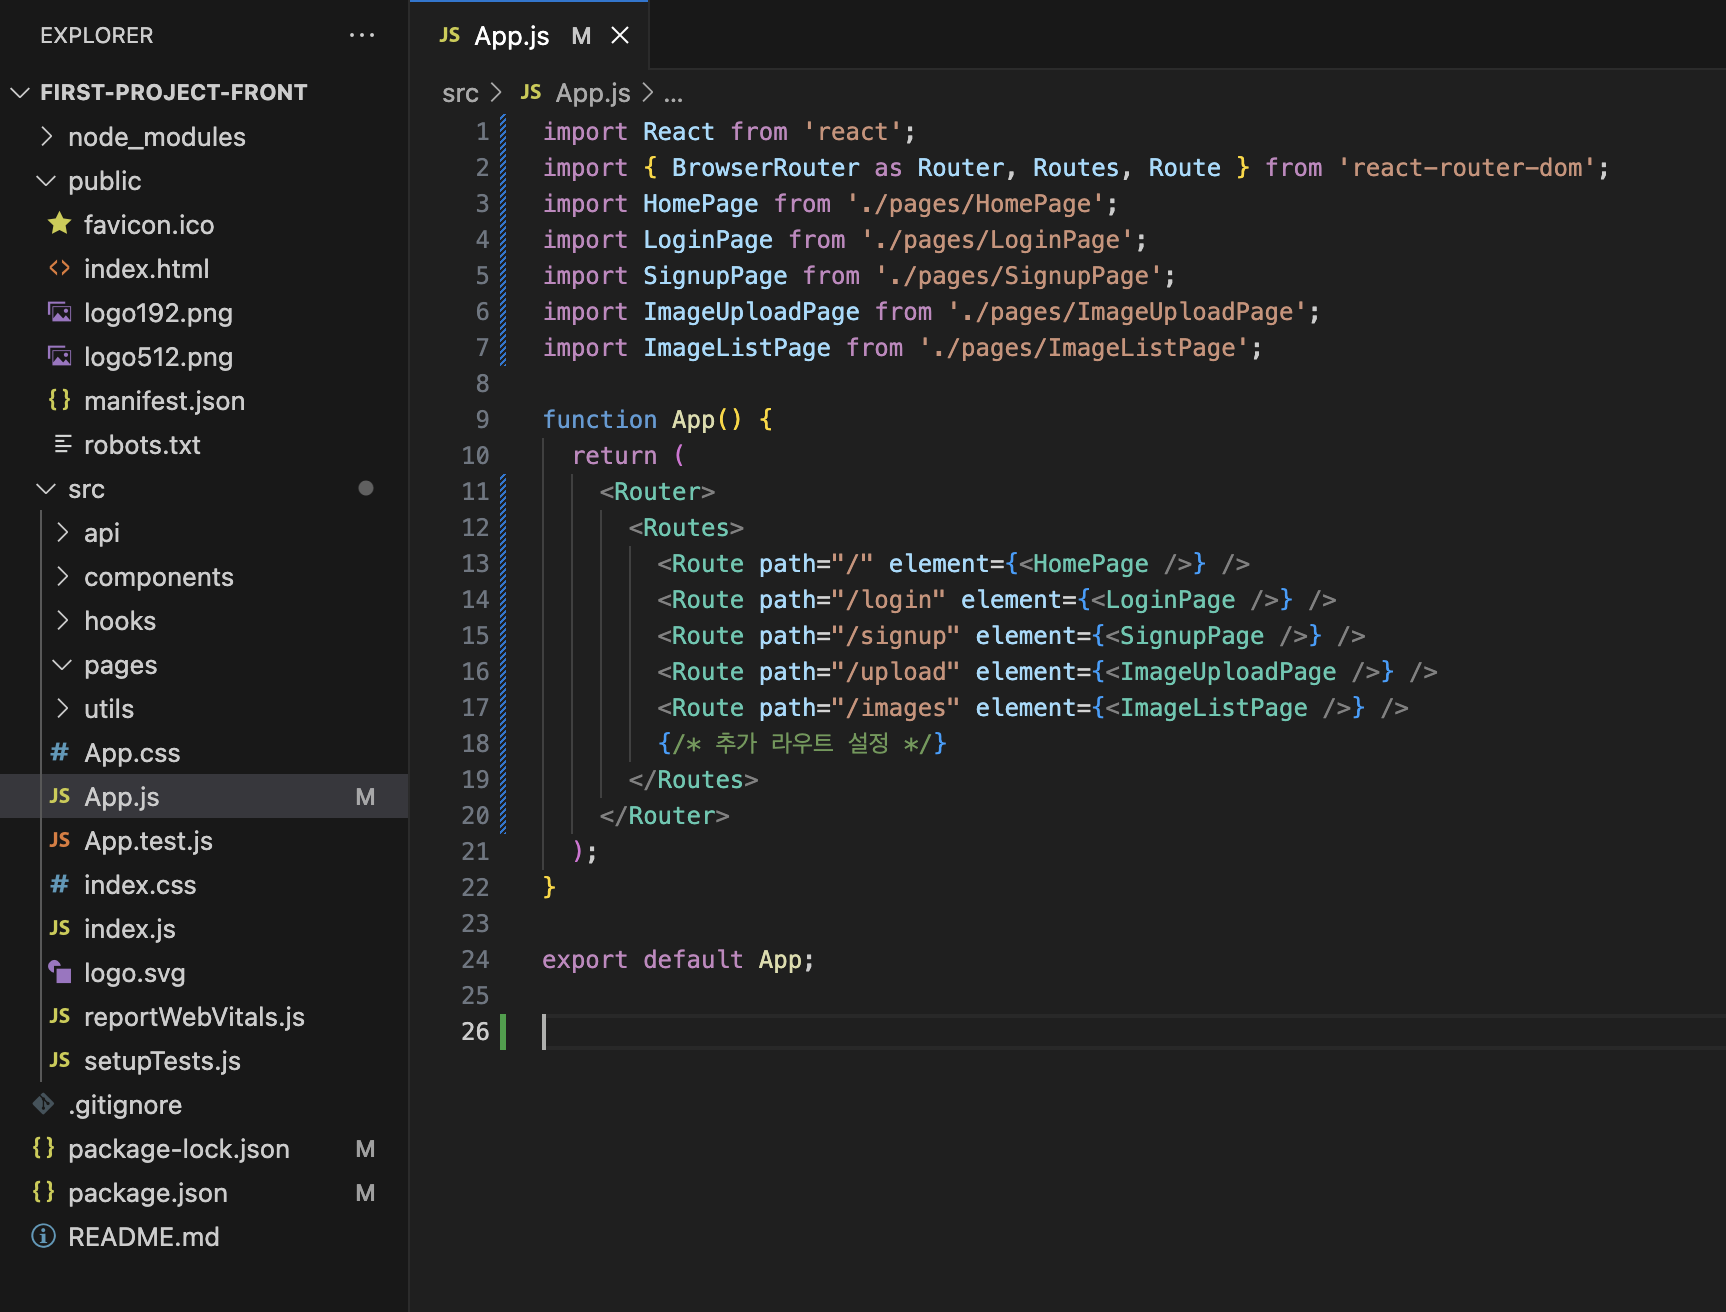 EXPLORER ...
FIRST-PROJECT-FRONT
node_modules
public
favicon.ico
index.html
logo192.png
logo512.png
manifest.json
robots.txt
src
api
components
hooks
pages
utils
App.css
App.js M
App.test.js
index.css
index.js
logo.svg
reportWebVitals.js
setupTests.js
.gitignore
package-lock.json M
package.json M
README.md
JS App.js M
src > JS App.js > ...
1 import React from 'react';
2 import { BrowserRouter as Router, Routes, Route } from 'react-router-dom';
3 import HomePage from './pages/HomePage';
4 import LoginPage from './pages/LoginPage';
5 import SignupPage from './pages/SignupPage';
6 import ImageUploadPage from './pages/ImageUploadPage';
7 import ImageListPage from './pages/ImageListPage';
8
9 function App() {
10 return (
11 <Router>
12 <Routes>
13 <Route path="/" element={<HomePage />} />
14 <Route path="/login" element={<LoginPage />} />
15 <Route path="/signup" element={<SignupPage />} />
16 <Route path="/upload" element={<ImageUploadPage />} />
17 <Route path="/images" element={<ImageListPage />} />
18 {/* 추가 라우트 설정 */}
19 </Routes>
20 </Router>
21 );
22 }
23
24 export default App;
25
26